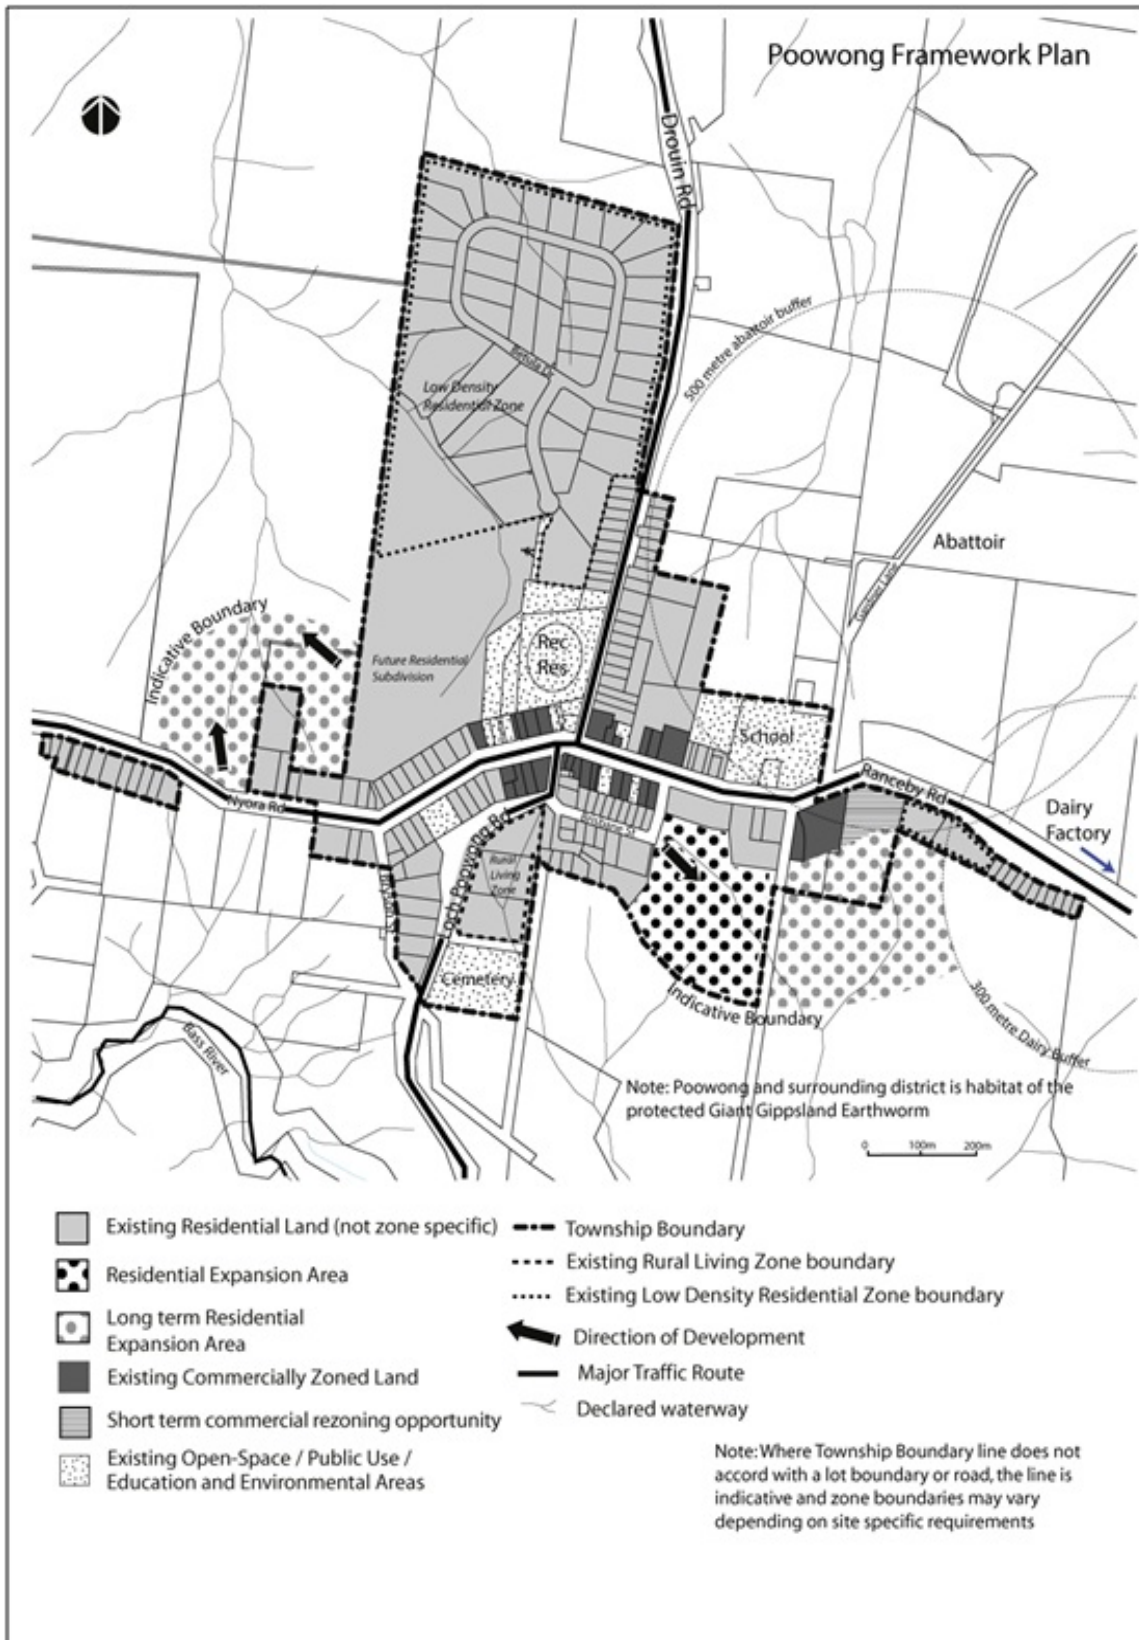 Poowong Framework Plan
Drouin Rd
500 metre abattoir buffer
Betula Dr
Low Density
Residential Zone
Abattoir
Gardner Lane
Indicative Boundary
Rec
Res
Future Residential
Subdivision
School
Nyora Rd
Ranceby Rd
Dairy
Factory
Brisbane St
Loch Poowong Rd
Rural
Living
Zone
Cemetery
Indicative Boundary
300 metre Dairy Buffer
Bass River
Note: Poowong and surrounding district is habitat of the
protected Giant Gippsland Earthworm
0 100m 200m
Existing Residential Land (not zone specific)
Residential Expansion Area
Long term Residential
Expansion Area
Existing Commercially Zoned Land
Short term commercial rezoning opportunity
Existing Open-Space / Public Use /
Education and Environmental Areas
Township Boundary
Existing Rural Living Zone boundary
Existing Low Density Residential Zone boundary
Direction of Development
Major Traffic Route
Declared waterway
Note: Where Township Boundary line does not
accord with a lot boundary or road, the line is
indicative and zone boundaries may vary
depending on site specific requirements